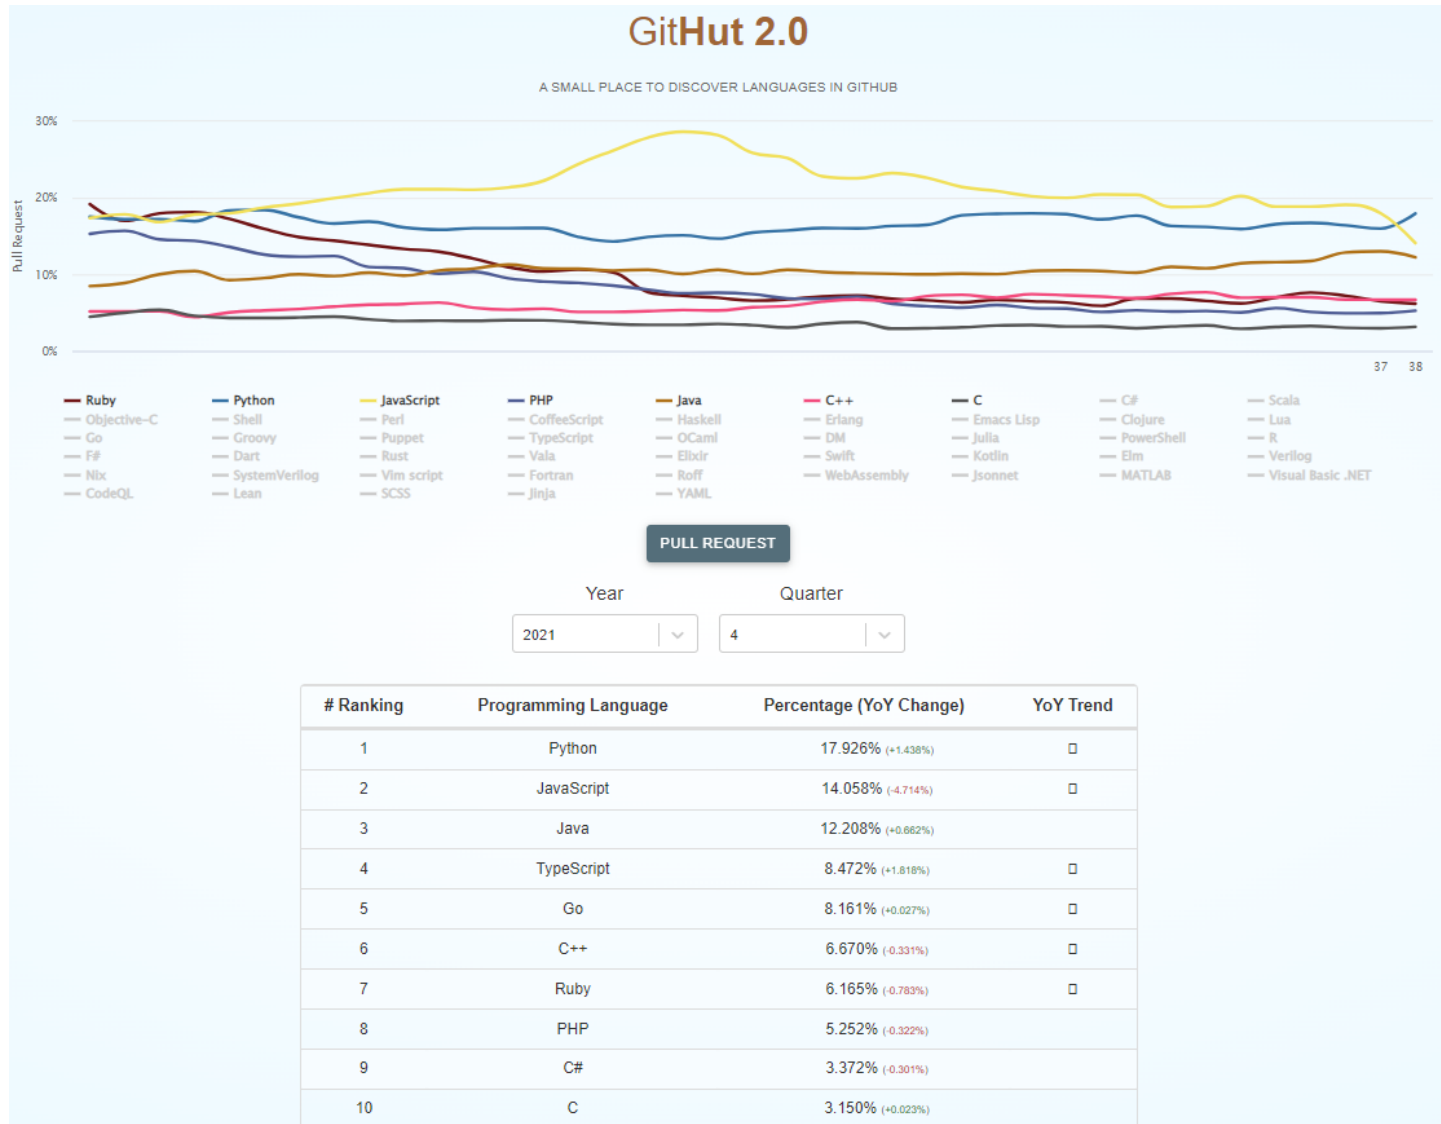 GitHut 2.0
A SMALL PLACE TO DISCOVER LANGUAGES IN GITHUB
Pull Request
30%
20%
10%
0%
37 38
Ruby Python JavaScript PHP Java C++ C C# Scala
Objective-C Shell Perl CoffeeScript Haskell Erlang Emacs Lisp Clojure Lua
Go Groovy Puppet TypeScript OCaml DM Julia PowerShell R
F# Dart Rust Vala Elixir Swift Kotlin Elm Verilog
Nix SystemVerilog Vim script Fortran Roff WebAssembly Jsonnet MATLAB Visual Basic .NET
CodeQL Lean SCSS Jinja YAML
PULL REQUEST
Year Quarter
2021 4
# Ranking Programming Language Percentage (YoY Change) YoY Trend
1 Python 17.926% (+1.438%)
2 JavaScript 14.058% (-4.714%)
3 Java 12.208% (+0.662%)
4 TypeScript 8.472% (+1.818%)
5 Go 8.161% (+0.027%)
6 C++ 6.670% (-0.331%)
7 Ruby 6.165% (-0.783%)
8 PHP 5.252% (-0.322%)
9 C# 3.372% (-0.301%)
10 C 3.150% (+0.023%)